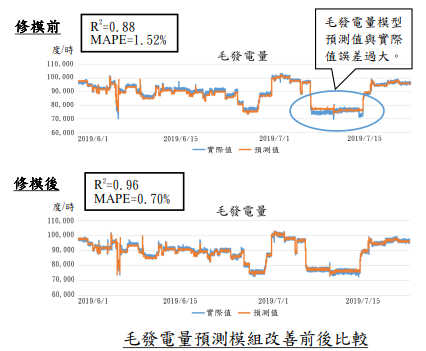 修模前
R²=0.88
MAPE=1.52%
毛發電量模型
預測值與實際
值誤差過大。
度/時
毛發電量
110,000
100,000
90,000
80,000
70,000
60,000
2019/6/1 2019/6/15 2019/7/1 2019/7/15
實際值 預測值
修模後
R²=0.96
MAPE=0.70%
度/時
毛發電量
110,000
100,000
90,000
80,000
70,000
60,000
2019/6/1 2019/6/15 2019/7/1 2019/7/15
實際值 預測值
毛發電量預測模組改善前後比較